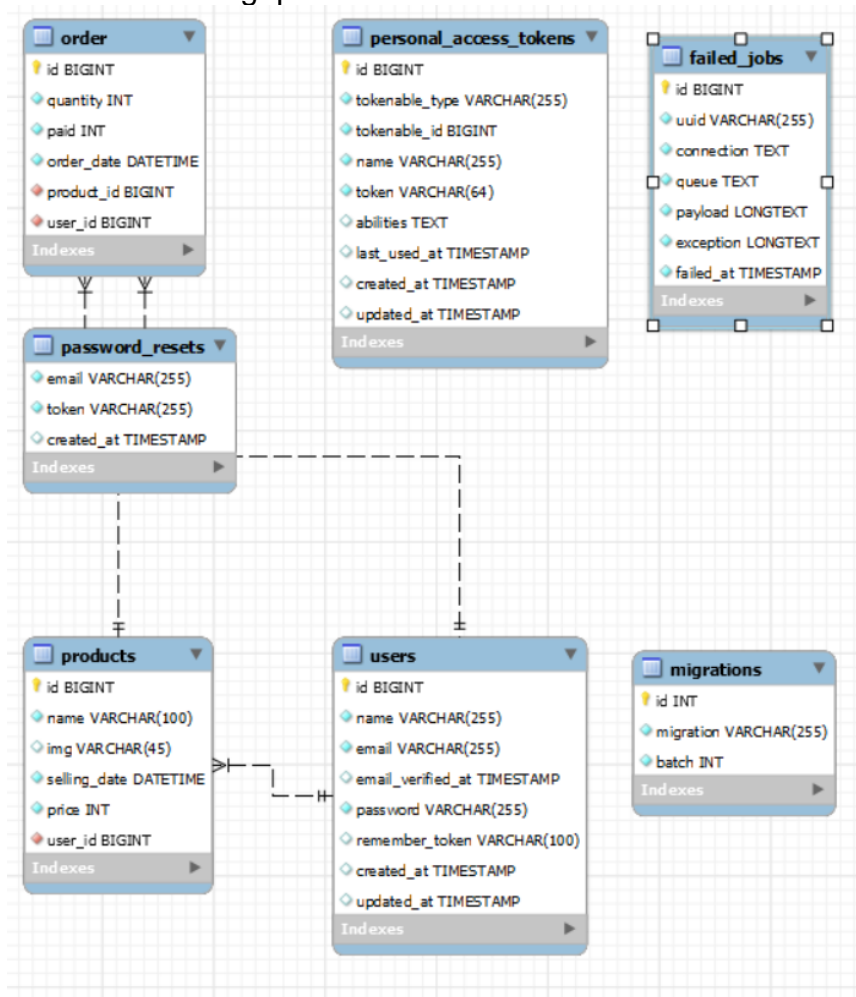 order
id BIGINT
quantity INT
paid INT
order_date DATETIME
product_id BIGINT
user_id BIGINT
Indexes
personal_access_tokens
id BIGINT
tokenable_type VARCHAR(255)
tokenable_id BIGINT
name VARCHAR(255)
token VARCHAR(64)
abilities TEXT
last_used_at TIMESTAMP
created_at TIMESTAMP
updated_at TIMESTAMP
Indexes
failed_jobs
id BIGINT
uuid VARCHAR(255)
connection TEXT
queue TEXT
payload LONGTEXT
exception LONGTEXT
failed_at TIMESTAMP
Indexes
password_resets
email VARCHAR(255)
token VARCHAR(255)
created_at TIMESTAMP
Indexes
products
id BIGINT
name VARCHAR(100)
img VARCHAR(45)
selling_date DATETIME
price INT
user_id BIGINT
Indexes
users
id BIGINT
name VARCHAR(255)
email VARCHAR(255)
email_verified_at TIMESTAMP
password VARCHAR(255)
remember_token VARCHAR(100)
created_at TIMESTAMP
updated_at TIMESTAMP
Indexes
migrations
id INT
migration VARCHAR(255)
batch INT
Indexes